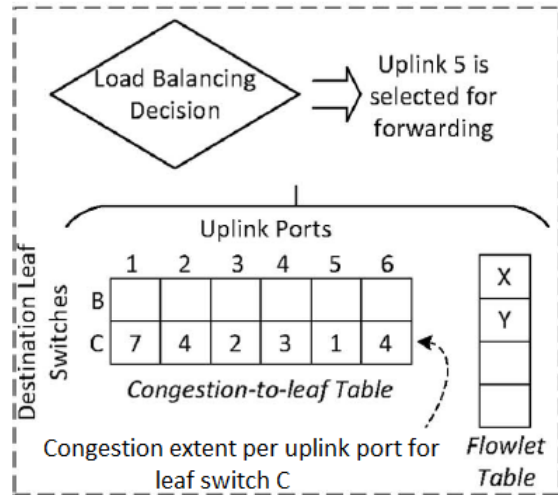 Load Balancing
Decision
Uplink 5 is
selected for
forwarding
Uplink Ports
1 2 3 4 5 6
Destination Leaf
Switches
B
C 7 4 2 3 1 4
Congestion-to-leaf Table
X
Y
Flowlet
Table
Congestion extent per uplink port for
leaf switch C